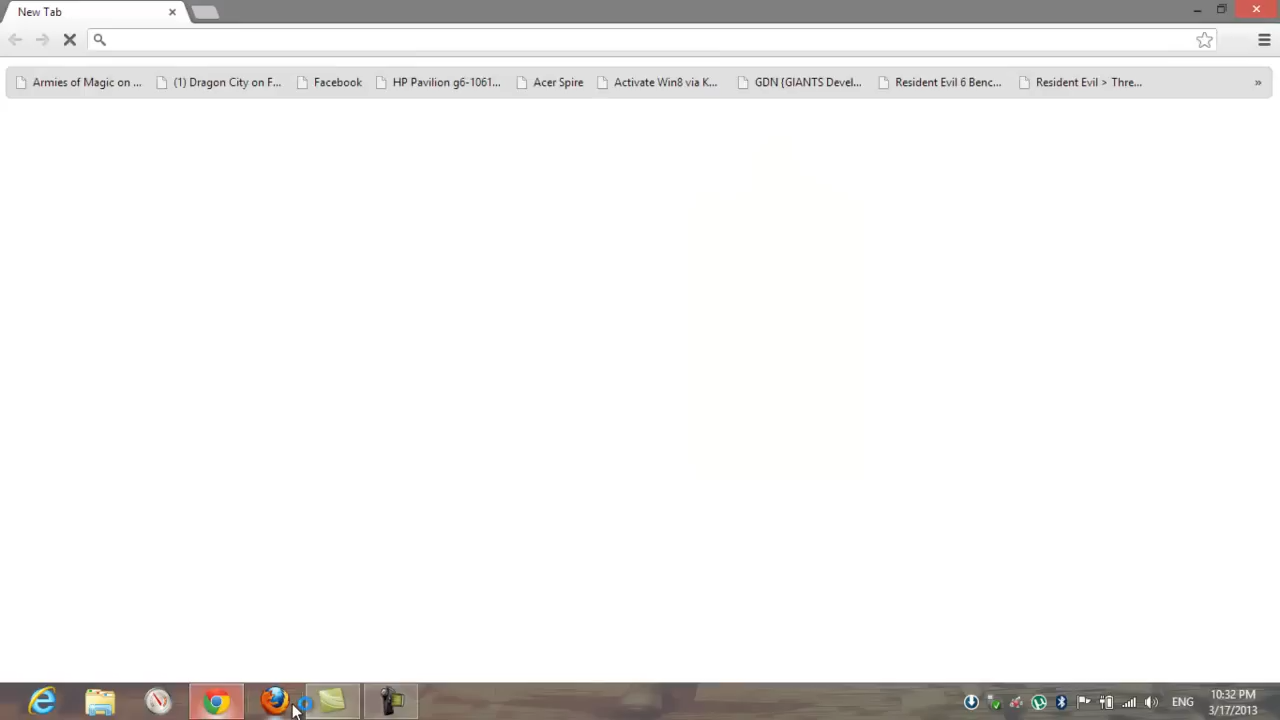 New Tab
Armies of Magic on ...
(1) Dragon City on F...
Facebook
HP Pavilion g6-1061...
Acer Spire
Activate Win8 via K...
GDN (GIANTS Devel...
Resident Evil 6 Benc...
Resident Evil > Thre...
»
ENG
10:32 PM
3/17/2013